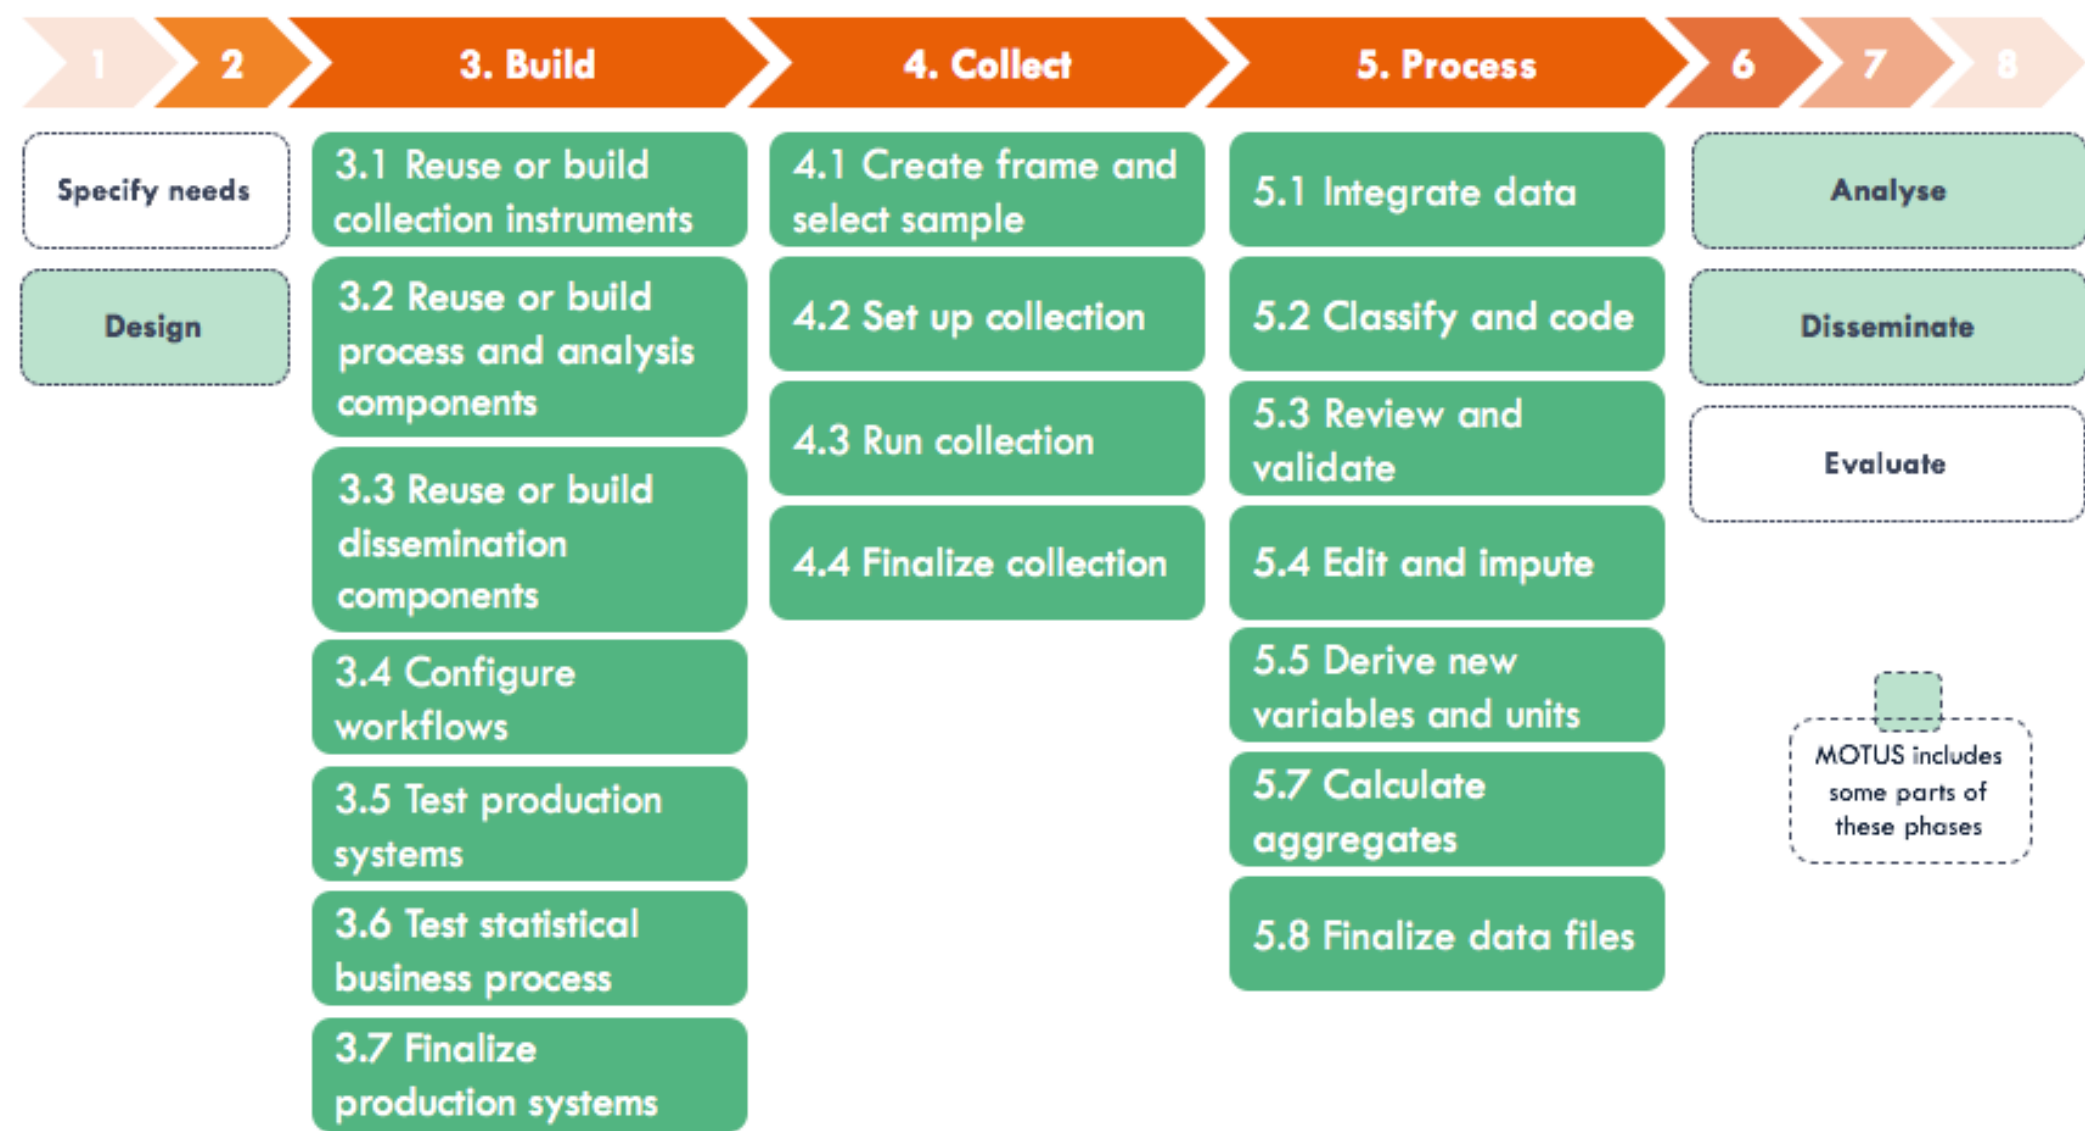 1
2
3. Build
4. Collect
5. Process
6
7
8
Specify needs
Design
3.1 Reuse or build
collection instruments
3.2 Reuse or build
process and analysis
components
3.3 Reuse or build
dissemination
components
3.4 Configure
workflows
3.5 Test production
systems
3.6 Test statistical
business process
3.7 Finalize
production systems
4.1 Create frame and
select sample
4.2 Set up collection
4.3 Run collection
4.4 Finalize collection
5.1 Integrate data
5.2 Classify and code
5.3 Review and
validate
5.4 Edit and impute
5.5 Derive new
variables and units
5.7 Calculate
aggregates
5.8 Finalize data files
Analyse
Disseminate
Evaluate
MOTUS includes
some parts of
these phases